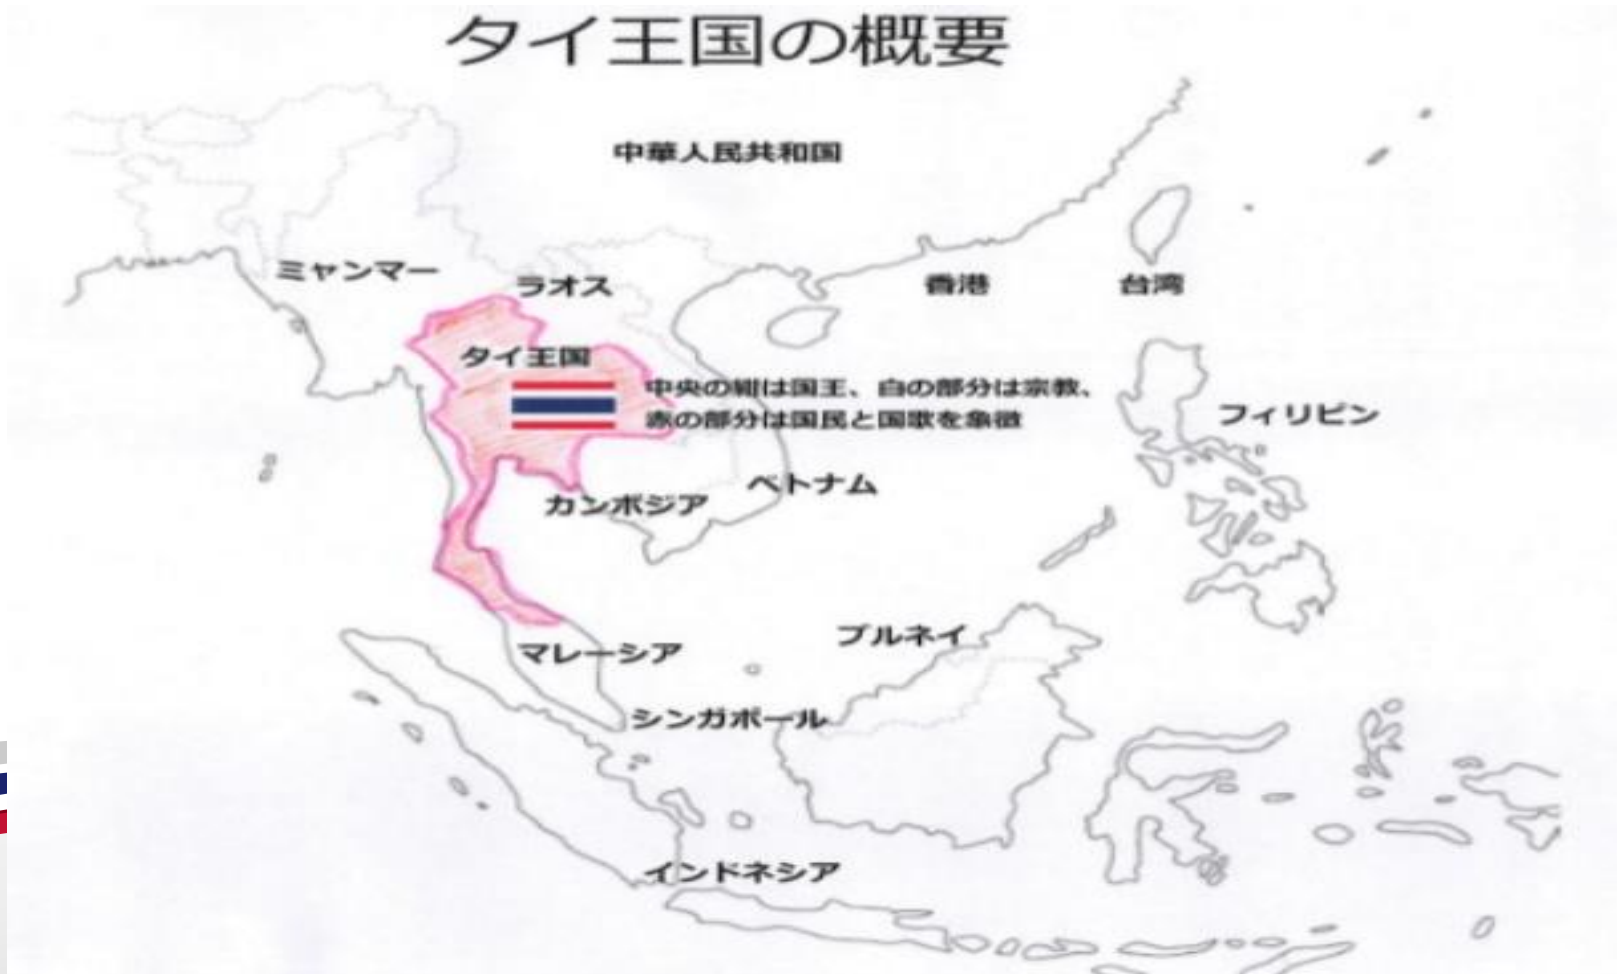 タイ王国の概要
中華人民共和国
ミャンマー
ラオス
香港
台湾
タイ王国
中央の紺は国王、白の部分は宗教、
赤の部分は国民と国歌を象徴
フィリピン
ベトナム
カンボジア
ブルネイ
マレーシア
シンガポール
インドネシア